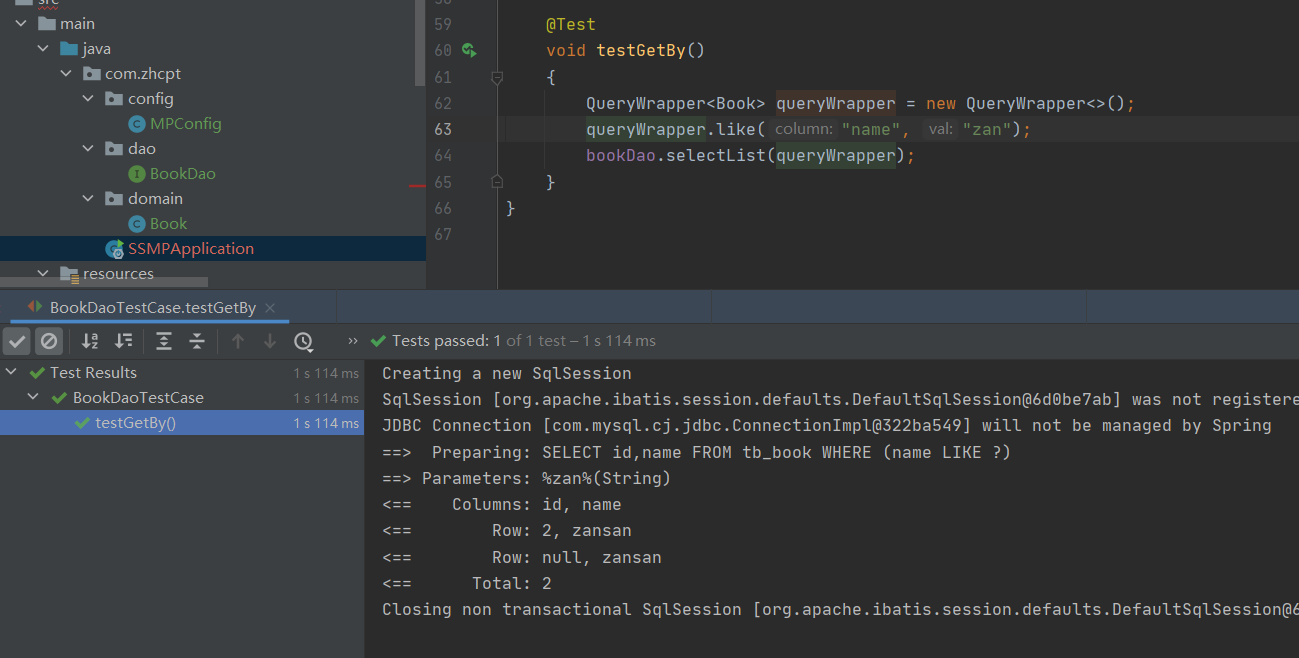 src
main
java
com.zhcpt
config
MPConfig
dao
BookDao
domain
Book
SSMPApplication
resources
58
59 @Test
60 void testGetBy()
61 {
62 QueryWrapper<Book> queryWrapper = new QueryWrapper<>();
63 queryWrapper.like( column: "name", val: "zan");
64 bookDao.selectList(queryWrapper);
65 }
66 }
67
BookDaoTestCase.testGetBy ×
Tests passed: 1 of 1 test – 1 s 114 ms
Test Results 1 s 114 ms
BookDaoTestCase 1 s 114 ms
testGetBy() 1 s 114 ms
Creating a new SqlSession
SqlSession [org.apache.ibatis.session.defaults.DefaultSqlSession@6d0be7ab] was not registere
JDBC Connection [com.mysql.cj.jdbc.ConnectionImpl@322ba549] will not be managed by Spring
==>  Preparing: SELECT id,name FROM tb_book WHERE (name LIKE ?)
==> Parameters: %zan%(String)
<==    Columns: id, name
<==        Row: 2, zansan
<==        Row: null, zansan
<==      Total: 2
Closing non transactional SqlSession [org.apache.ibatis.session.defaults.DefaultSqlSession@6